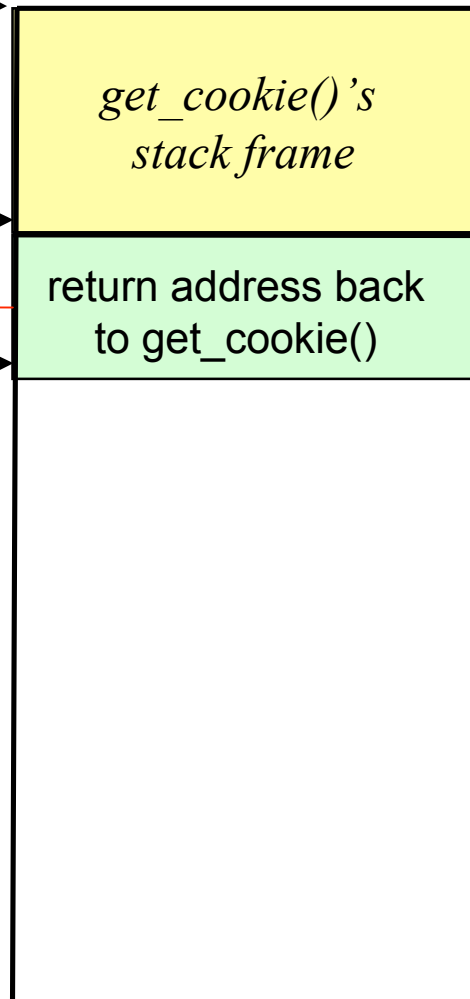 get_cookie()’s
stack frame
return address back
to get_cookie()